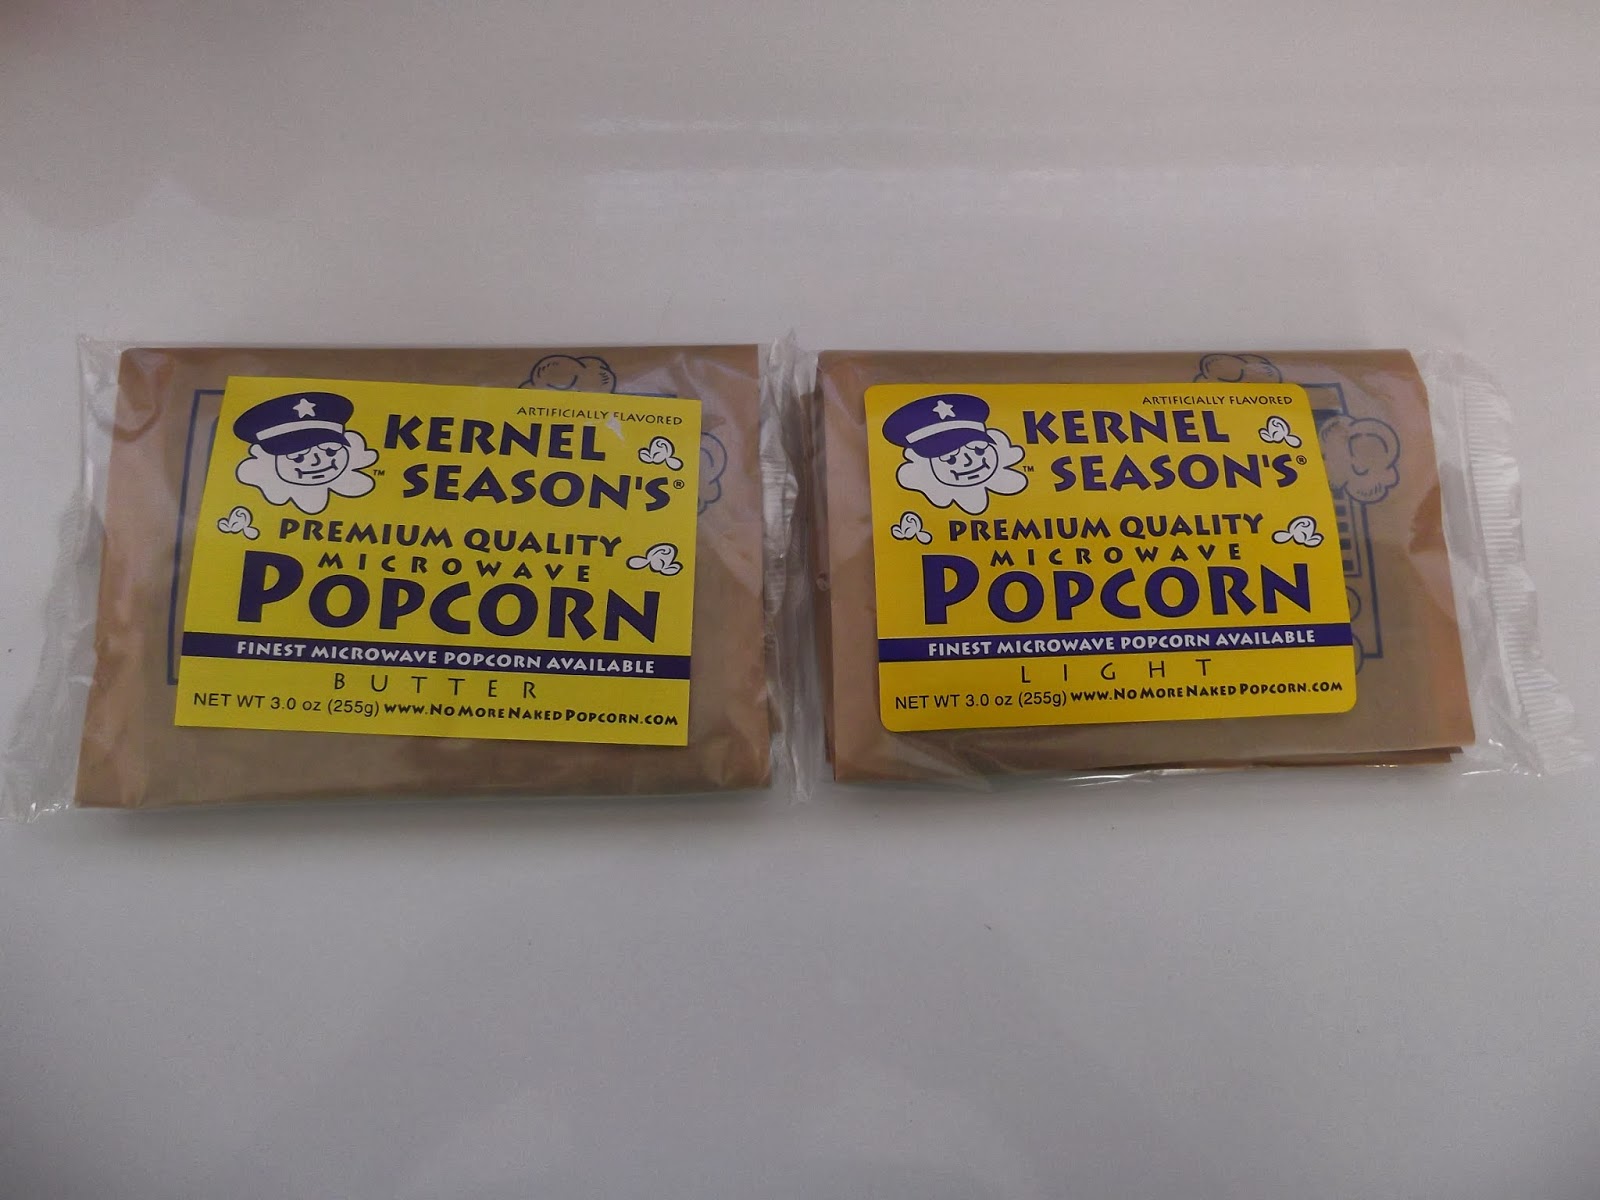 ARTIFICIALLY FLAVORED
KERNEL
SEASON'S®
™
PREMIUM QUALITY
MICROWAVE
POPCORN
FINEST MICROWAVE POPCORN AVAILABLE
BUTTER
NET WT 3.0 oz (255g) WWW.NOMORENAKEDPOPCORN.COM
ARTIFICIALLY FLAVORED
KERNEL
™ SEASON'S®
PREMIUM QUALITY
MICROWAVE
POPCORN
FINEST MICROWAVE POPCORN AVAILABLE
LIGHT
NET WT 3.0 oz (255g) WWW.NOMORENAKEDPOPCORN.COM